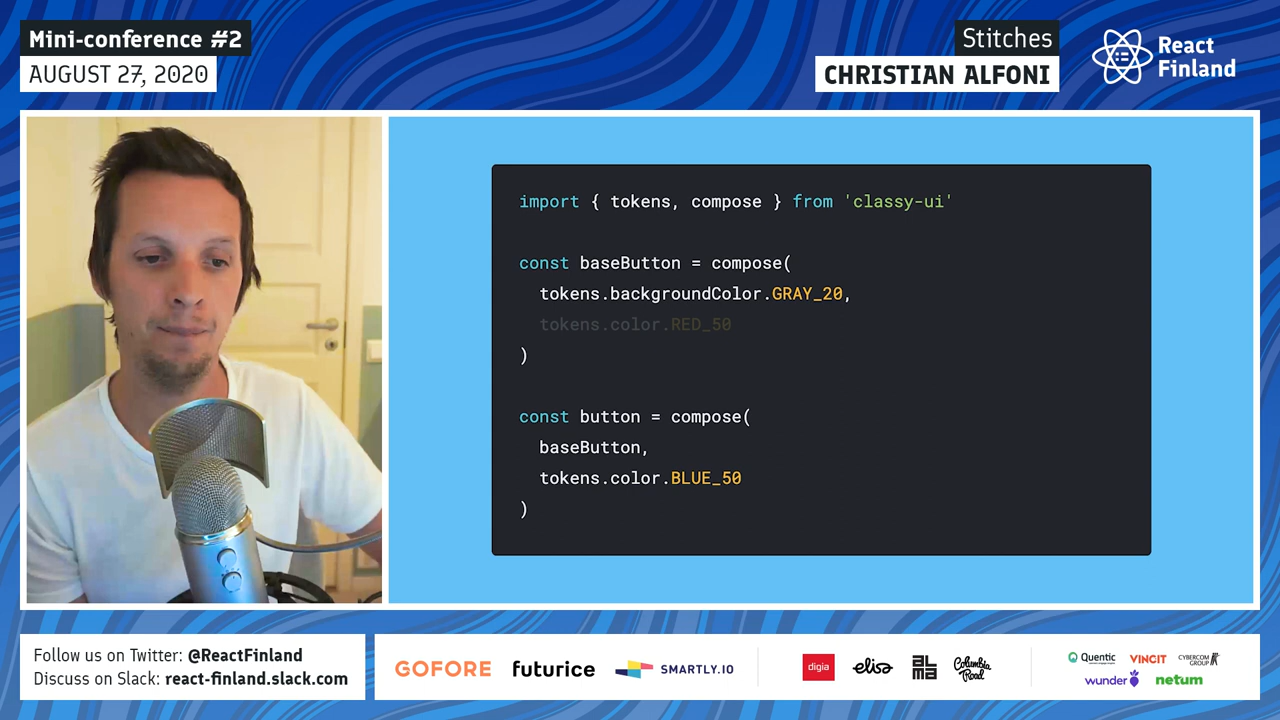 Mini-conference #2
AUGUST 27, 2020
Stitches
CHRISTIAN ALFONI
React
Finland
import { tokens, compose } from 'classy-ui'
const baseButton = compose(
tokens.backgroundColor.GRAY_20,
tokens.color.RED_50
)
const button = compose(
baseButton,
tokens.color.BLUE_50
)
Follow us on Twitter: @ReactFinland
Discuss on Slack: react-finland.slack.com
GOFORE
futurice
SMARTLY.IO
digia
elisa
ALMA
Columbia Road
Quentic
VINCIT
CYBERCOM GROUP
wunder
netum